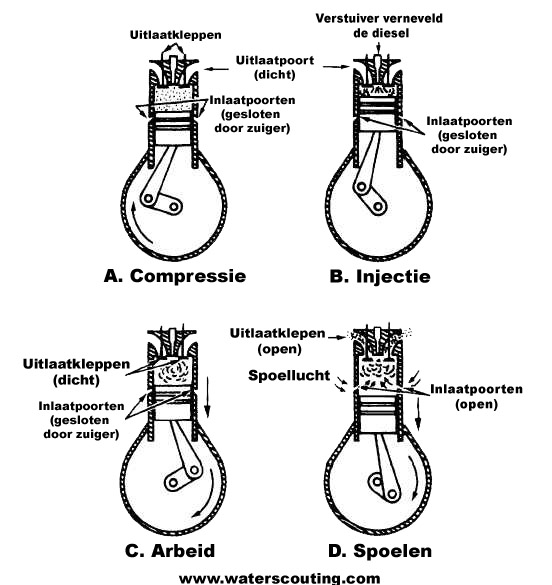 Uitlaatkleppen
Verstuiver verneveld
de diesel
Uitlaatpoort
(dicht)
Inlaatpoorten
(gesloten
door zuiger)
Inlaatpoorten
(gesloten
door zuiger)
A. Compressie
B. Injectie
Uitlaatkleppen
(dicht)
Inlaatpoorten
(gesloten
door zuiger)
Uitlaatklepen
(open)
Spoellucht
Inlaatpoorten
(open)
C. Arbeid
D. Spoelen
www.waterscouting.com